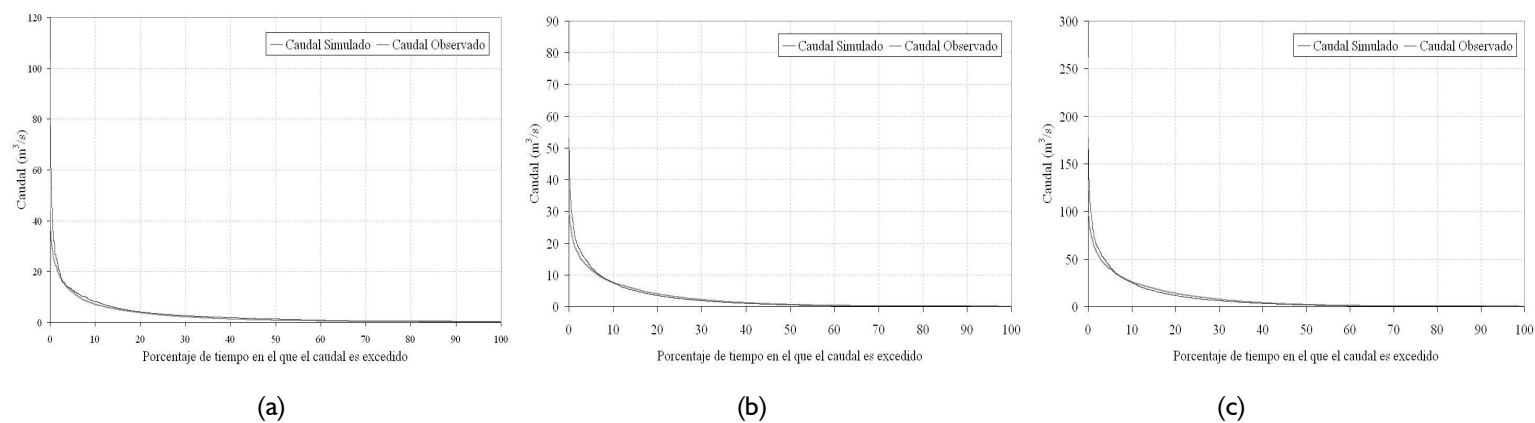 120
100
80
60
40
20
0
Caudal (m³/s)
Caudal Simulado
Caudal Observado
0 10 20 30 40 50 60 70 80 90 100
Porcentaje de tiempo en el que el caudal es excedido
(a)
90
80
70
60
50
40
30
20
10
0
Caudal (m³/s)
Caudal Simulado
Caudal Observado
0 10 20 30 40 50 60 70 80 90 100
Porcentaje de tiempo en el que el caudal es excedido
(b)
300
250
200
150
100
50
0
Caudal (m³/s)
Caudal Simulado
Caudal Observado
0 10 20 30 40 50 60 70 80 90 100
Porcentaje de tiempo en el que el caudal es excedido
(c)